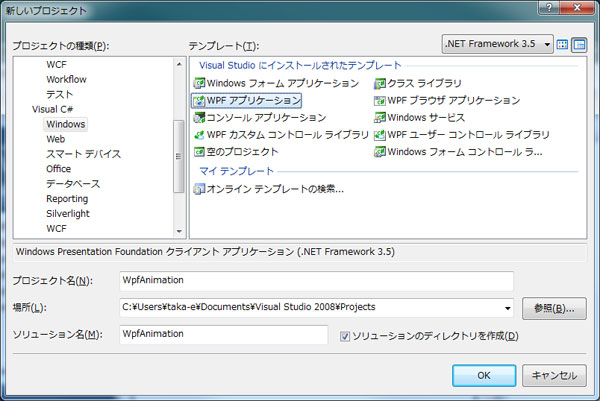 新しいプロジェクト
プロジェクトの種類(P):
テンプレート(T):
.NET Framework 3.5
WCF
Workflow
テスト
Visual C#
Windows
Web
スマート デバイス
Office
データベース
Reporting
Silverlight
WCF
Visual Studio にインストールされたテンプレート
Windows フォーム アプリケーション
クラス ライブラリ
WPF アプリケーション
WPF ブラウザ アプリケーション
コンソール アプリケーション
Windows サービス
WPF カスタム コントロール ライブラリ
WPF ユーザー コントロール ライブラリ
空のプロジェクト
Windows フォーム コントロール ラ...
マイ テンプレート
オンライン テンプレートの検索...
Windows Presentation Foundation クライアント アプリケーション (.NET Framework 3.5)
プロジェクト名(N):
WpfAnimation
場所(L):
C:¥Users¥taka-e¥Documents¥Visual Studio 2008¥Projects
参照(B)...
ソリューション名(M):
WpfAnimation
ソリューションのディレクトリを作成(D)
OK
キャンセル